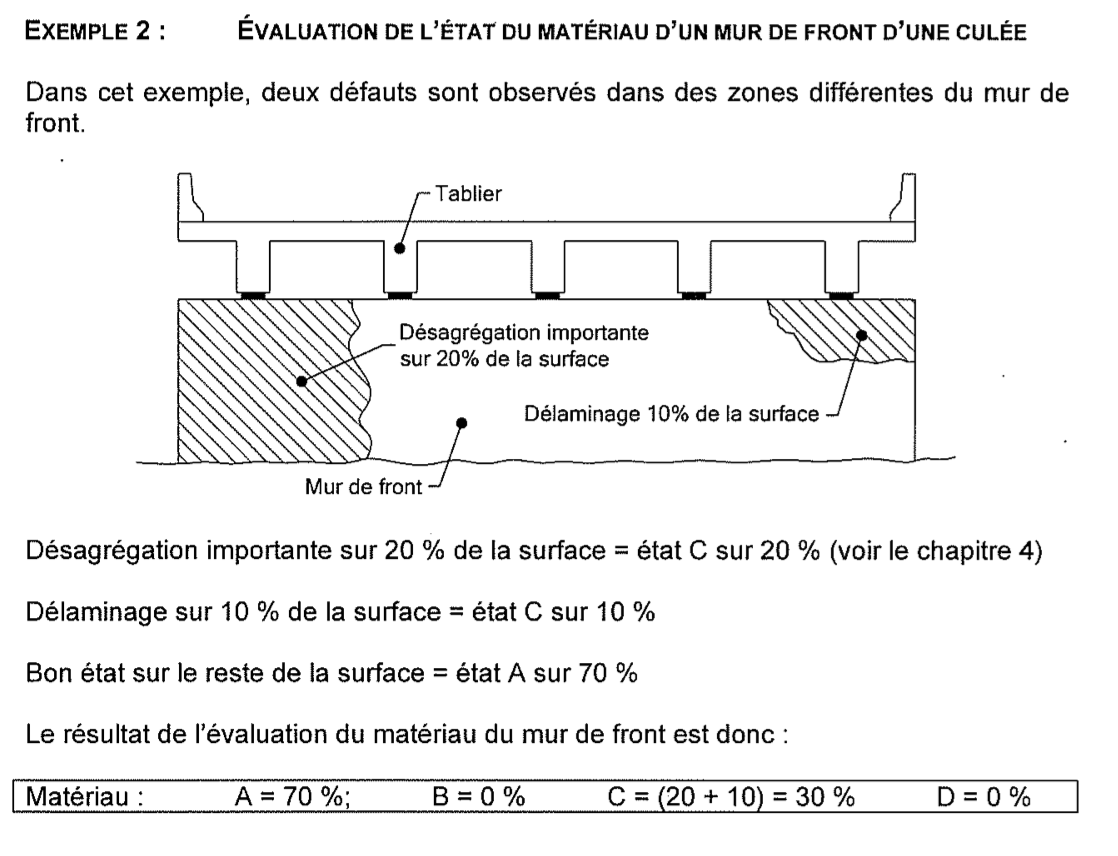 EXEMPLE 2 : ÉVALUATION DE L'ÉTAT DU MATÉRIAU D'UN MUR DE FRONT D'UNE CULÉE
Dans cet exemple, deux défauts sont observés dans des zones différentes du mur de
front.
Tablier
Désagrégation importante
sur 20% de la surface
Délaminage 10% de la surface
Mur de front
Désagrégation importante sur 20 % de la surface = état C sur 20 % (voir le chapitre 4)
Délaminage sur 10 % de la surface = état C sur 10 %
Bon état sur le reste de la surface = état A sur 70 %
Le résultat de l'évaluation du matériau du mur de front est donc :
Matériau : A = 70 %; B = 0 % C = (20 + 10) = 30 % D = 0 %